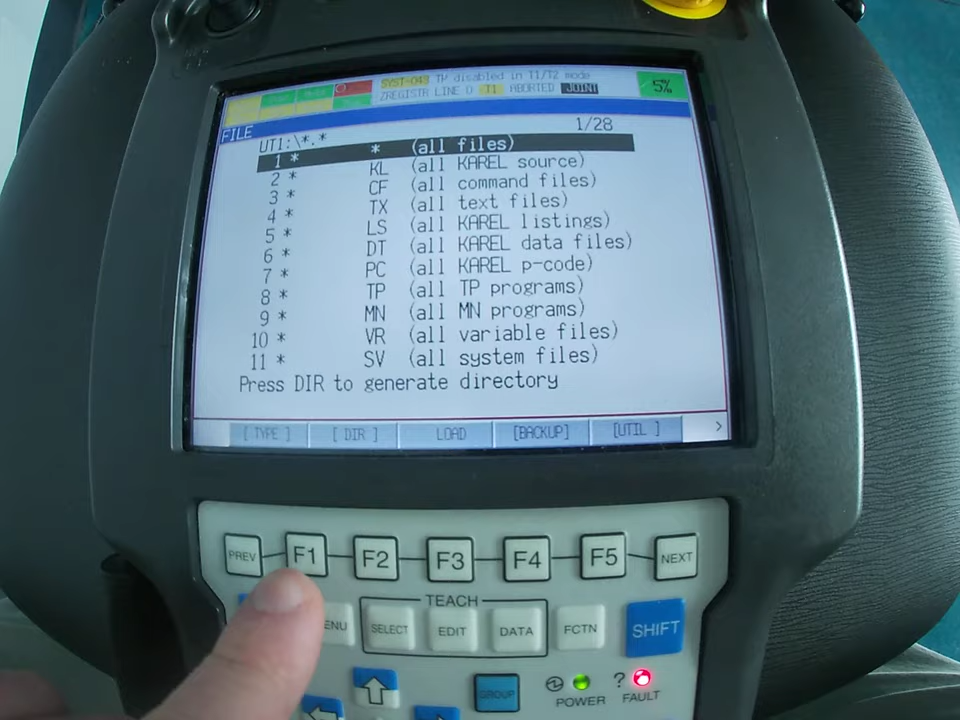 SYST-043 TP disabled in T1/T2 mode
ZREGISTR LINE 0 T1 ABORTED JOINT
5%
FILE
UT1:\*.* 1/28
1 * * (all files)
2 * KL (all KAREL source)
3 * CF (all command files)
4 * TX (all text files)
5 * LS (all KAREL listings)
6 * DT (all KAREL data files)
7 * PC (all KAREL p-code)
8 * TP (all TP programs)
9 * MN (all MN programs)
10 * VR (all variable files)
11 * SV (all system files)
Press DIR to generate directory
[ TYPE ] [ DIR ] LOAD [BACKUP] [UTIL ] >
PREV F1 F2 F3 F4 F5 NEXT
TEACH
ENU SELECT EDIT DATA FCTN SHIFT
GROUP
POWER ? FAULT